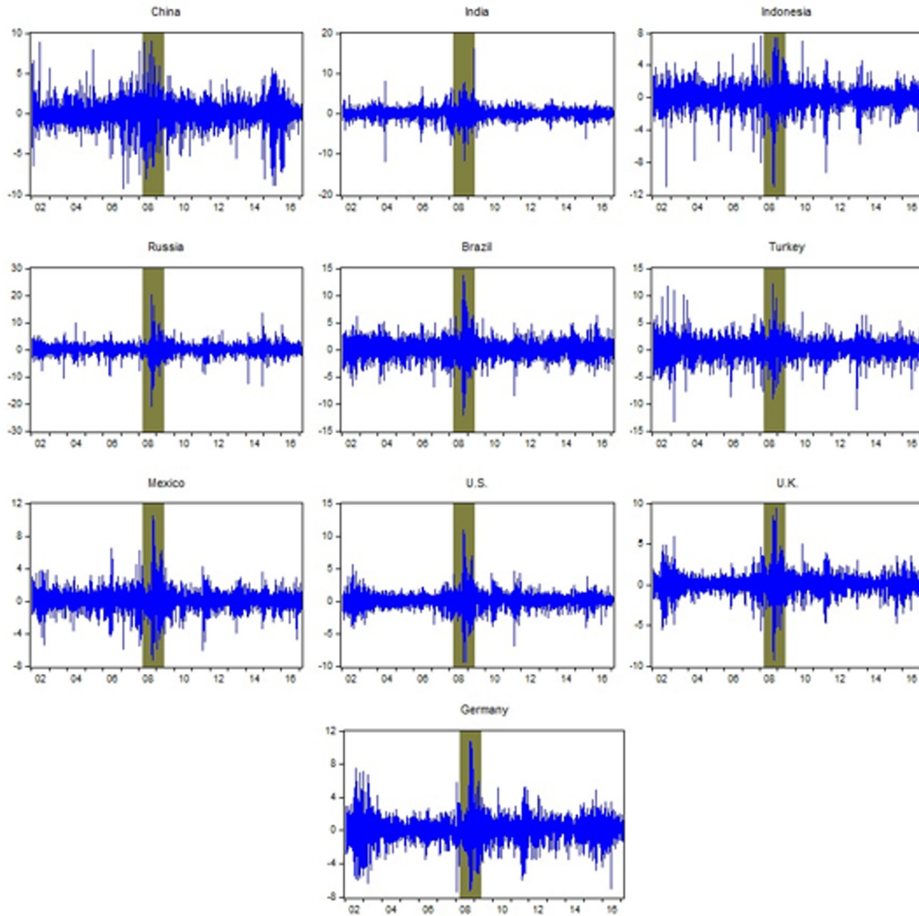 China India Indonesia
10 20 8
5 10 4
0 0 0
-4
-5 -10 -8
-10 -20 -12
02 04 06 08 10 12 14 16 02 04 06 08 10 12 14 16 02 04 06 08 10 12 14 16
Russia Brazil Turkey
30 15 15
20 10 10
10 5 5
0 0 0
-10 -5 -5
-20 -10 -10
-30 -15 -15
02 04 06 08 10 12 14 16 02 04 06 08 10 12 14 16 02 04 06 08 10 12 14 16
Mexico U.S. U.K.
12 15 10
8 10 5
4 5
0 0 0
-4 -5 -5
-8 -10 -10
02 04 06 08 10 12 14 16 02 04 06 08 10 12 14 16 02 04 06 08 10 12 14 16
Germany
12
8
4
0
-4
-8
02 04 06 08 10 12 14 16